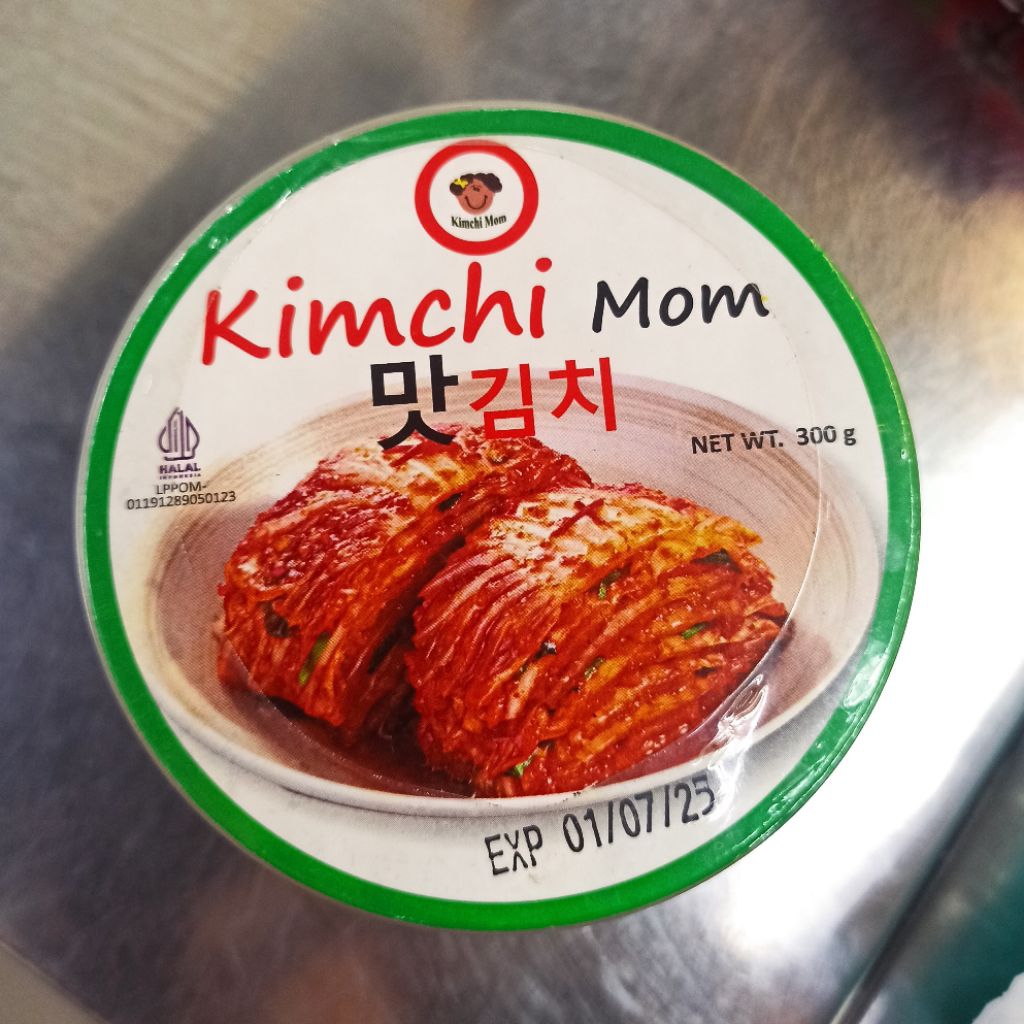 Kimchi Mom
Kimchi Mom
맛김치
NET WT. 300 g
HALAL
INDONESIA
LPPOM-
01191289050123
EXP 01/07/25